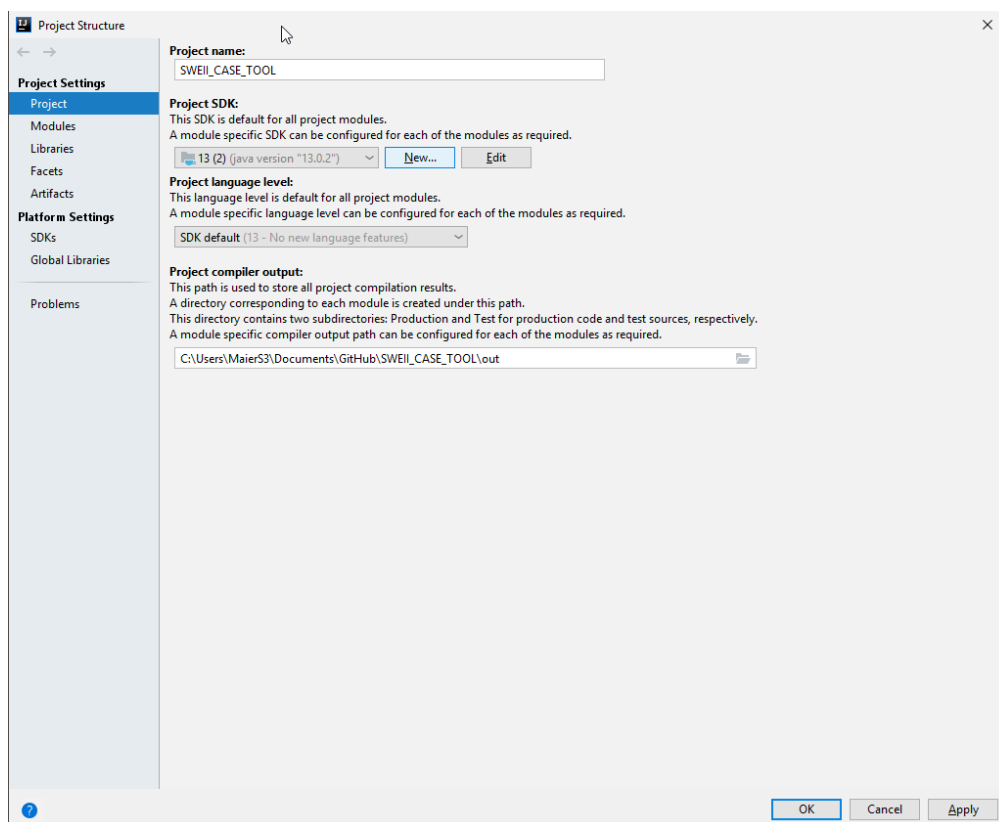 Project Structure
Project Settings
Project
Modules
Libraries
Facets
Artifacts
Platform Settings
SDKs
Global Libraries
Problems
Project name:
SWEII_CASE_TOOL
Project SDK:
This SDK is default for all project modules.
A module specific SDK can be configured for each of the modules as required.
13 (2) (java version "13.0.2") New... Edit
Project language level:
This language level is default for all project modules.
A module specific language level can be configured for each of the modules as required.
SDK default (13 - No new language features)
Project compiler output:
This path is used to store all project compilation results.
A directory corresponding to each module is created under this path.
This directory contains two subdirectories: Production and Test for production code and test sources, respectively.
A module specific compiler output path can be configured for each of the modules as required.
C:\Users\MaierS3\Documents\GitHub\SWEII_CASE_TOOL\out
? OK Cancel Apply